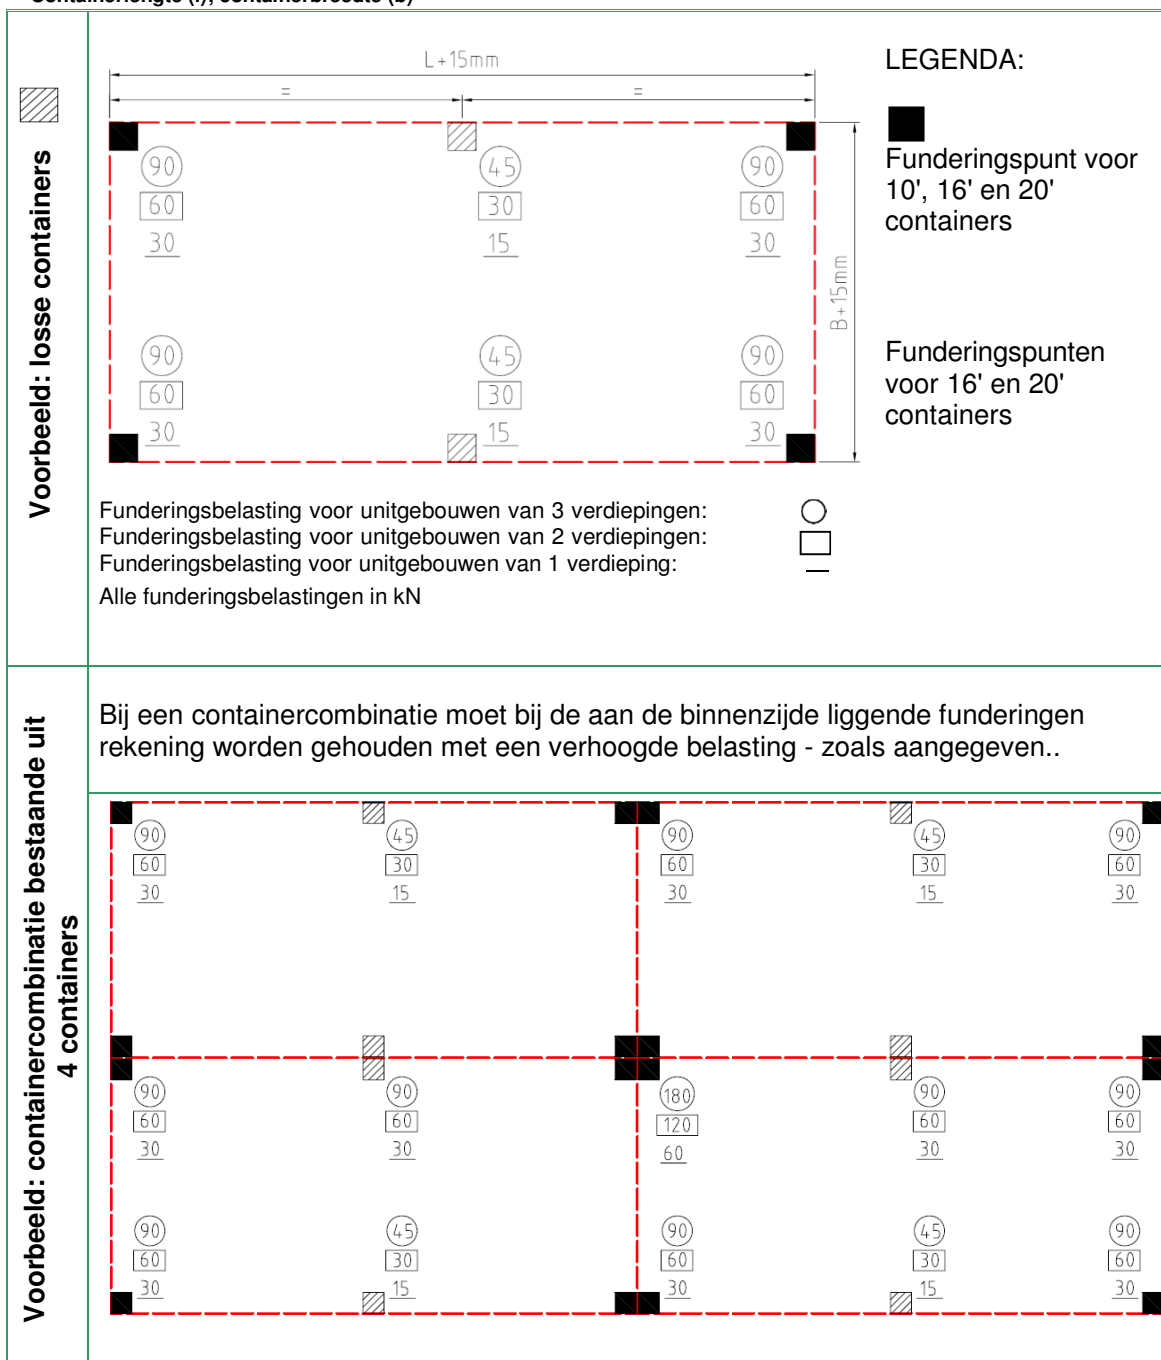 Containerlengte (l); containerbreedte (b)
Voorbeeld: losse containers
L+15mm
= =
90 45 90
60 30 60
30 15 30
B+15mm
90 45 90
60 30 60
30 15 30
LEGENDA:
Funderingspunt voor
10', 16' en 20'
containers
Funderingspunten
voor 16' en 20'
containers
Funderingsbelasting voor unitgebouwen van 3 verdiepingen:
Funderingsbelasting voor unitgebouwen van 2 verdiepingen:
Funderingsbelasting voor unitgebouwen van 1 verdieping:
Alle funderingsbelastingen in kN
Voorbeeld: containercombinatie bestaande uit
4 containers
Bij een containercombinatie moet bij de aan de binnenzijde liggende funderingen
rekening worden gehouden met een verhoogde belasting - zoals aangegeven..
90 45 90 45 90
60 30 60 30 60
30 15 30 15 30
90 90 180 90 90
60 60 120 60 60
30 30 60 30 30
90 45 90 45 90
60 30 60 30 60
30 15 30 15 30